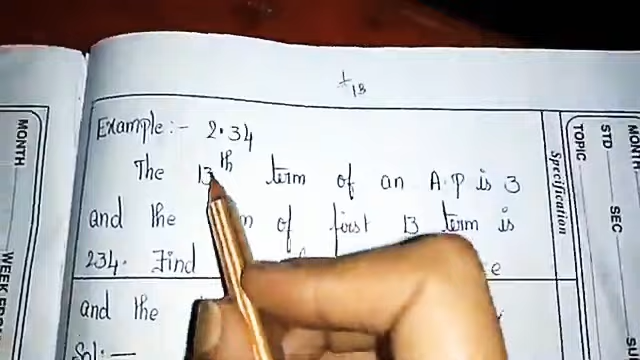 t₁₈
Example:- 2.34
The 13th term of an A.P is 3
and the of first 13 term is
234. Find
and the
Sol:—
MONTH
WEEK
Specification
TOPIC
STD
SEC
MONTH